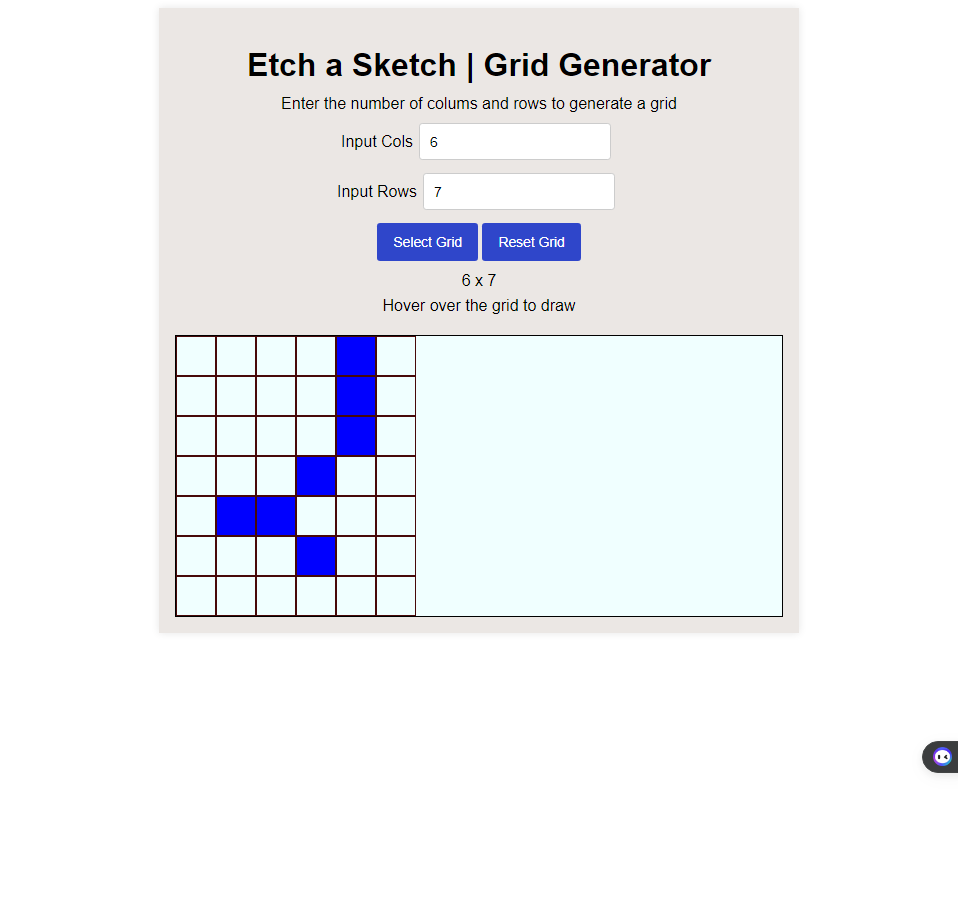 Etch a Sketch | Grid Generator
Enter the number of colums and rows to generate a grid
Input Cols 6
Input Rows 7
Select Grid Reset Grid
6 x 7
Hover over the grid to draw